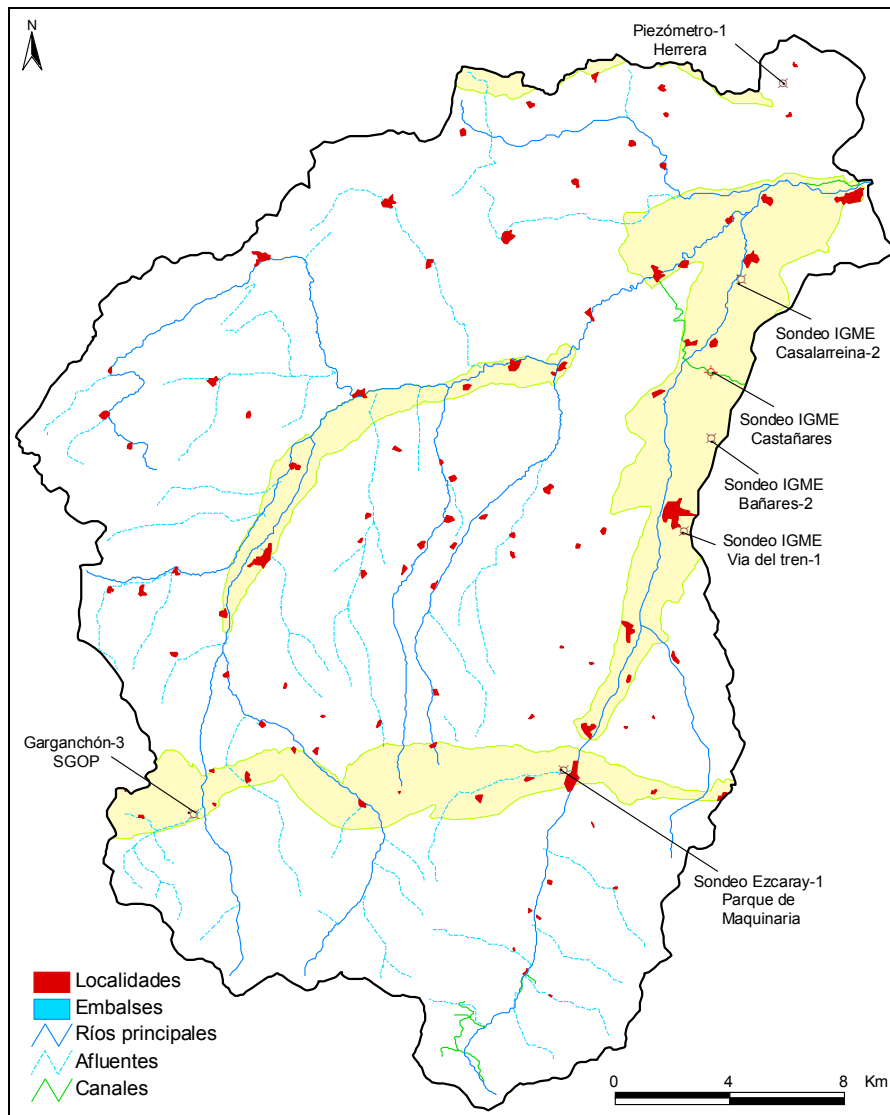 N
Piezómetro-1
Herrera
Sondeo IGME
Casalarreina-2
Sondeo IGME
Castañares
Sondeo IGME
Bañares-2
Sondeo IGME
Via del tren-1
Garganchón-3
SGOP
Sondeo Ezcaray-1
Parque de
Maquinaria
Localidades
Embalses
Ríos principales
Afluentes
Canales
0 4 8 Km